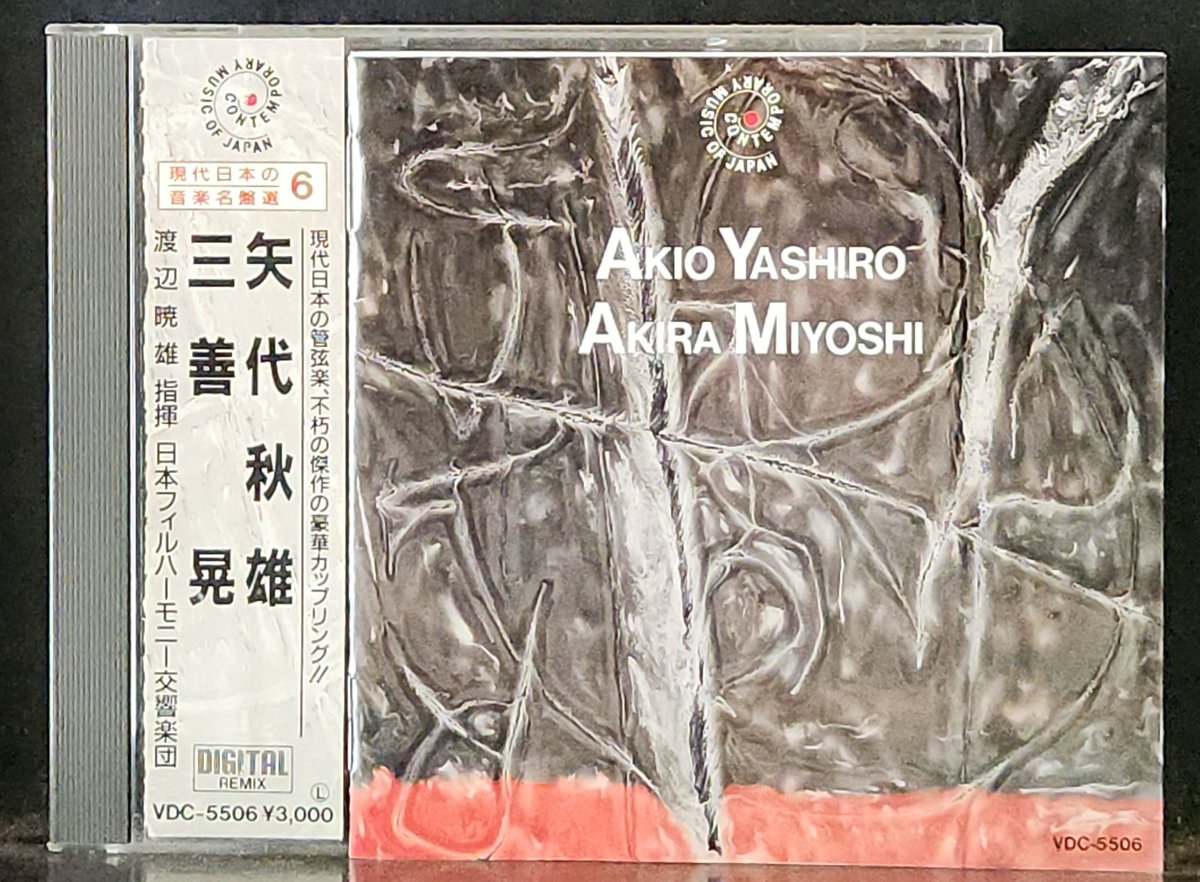 CONTEMPORARY MUSIC OF JAPAN
現代日本の
音楽名盤選
6
現代日本の管弦楽、不朽の傑作の豪華カップリング!!
矢代秋雄
三善晃
渡辺暁雄 指揮 日本フィルハーモニー交響楽団
DIGITAL
REMIX
Ⓛ
VDC-5506 ¥3,000
CONTEMPORARY MUSIC OF JAPAN
AKIO YASHIRO
AKIRA MIYOSHI
VDC-5506